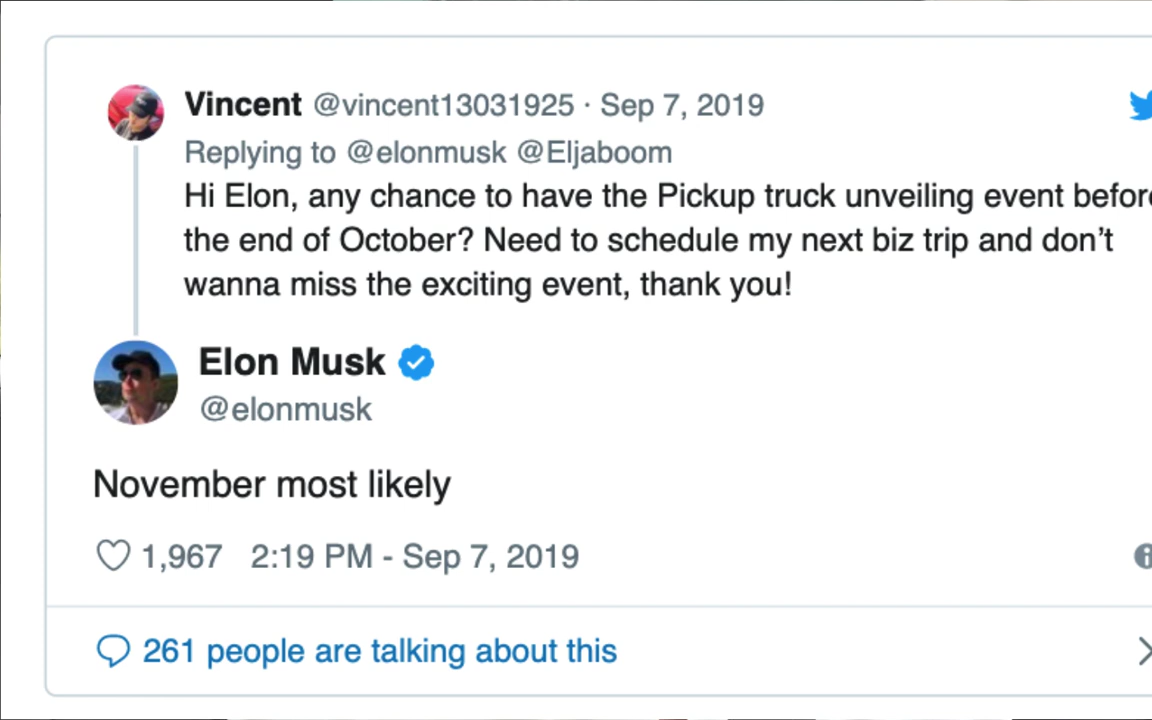 Vincent @vincent13031925 · Sep 7, 2019
Replying to @elonmusk @Eljaboom
Hi Elon, any chance to have the Pickup truck unveiling event before
the end of October? Need to schedule my next biz trip and don’t
wanna miss the exciting event, thank you!
Elon Musk
@elonmusk
November most likely
1,967 2:19 PM - Sep 7, 2019
261 people are talking about this